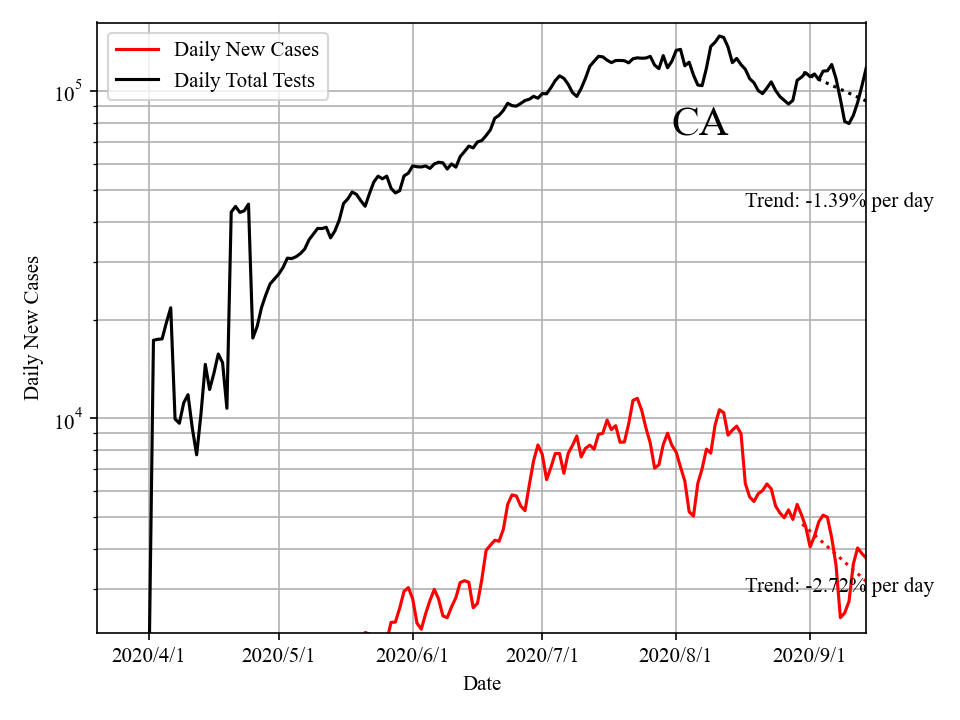 Daily New Cases
Daily Total Tests
10^5
CA
Trend: -1.39% per day
Daily New Cases
10^4
Trend: -2.72% per day
2020/4/1 2020/5/1 2020/6/1 2020/7/1 2020/8/1 2020/9/1
Date